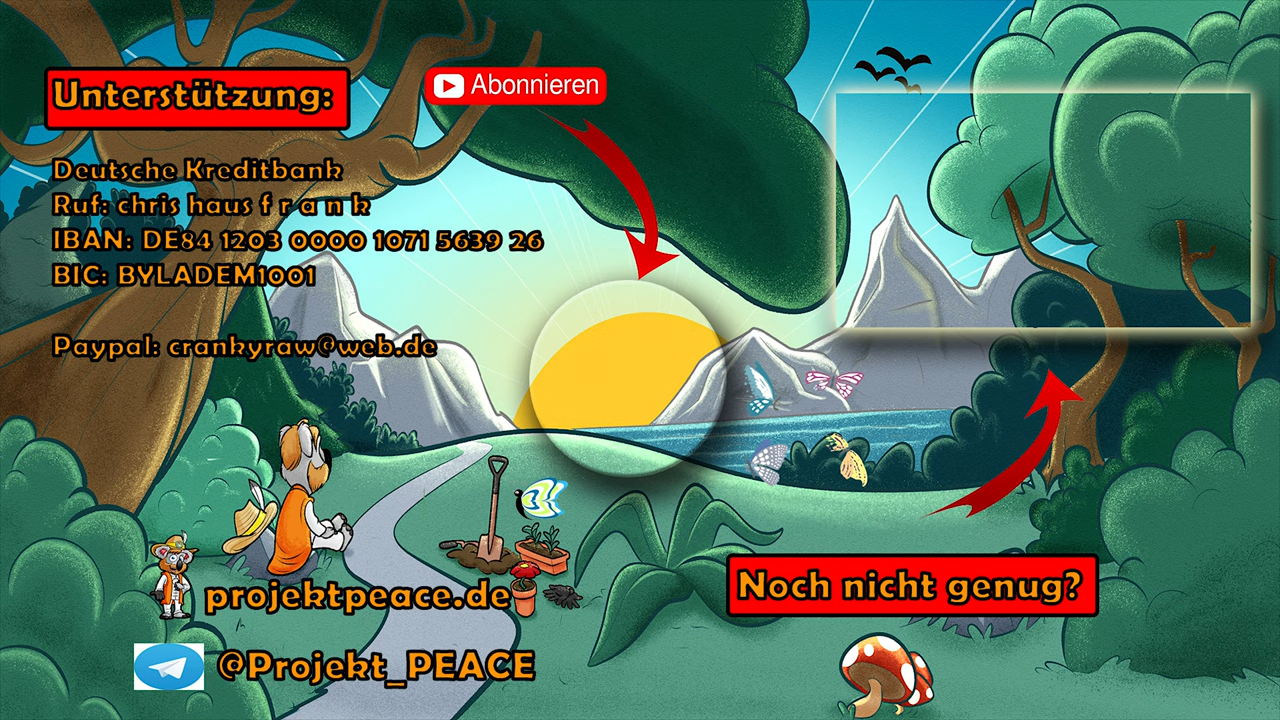 Unterstützung:
Abonnieren
Deutsche Kreditbank
Ruf: chris haus f r a n k
IBAN: DE84 1203 0000 1071 5639 26
BIC: BYLADEM1001
Paypal: crankyraw@web.de
projektpeace.de
Noch nicht genug?
@Projekt_PEACE